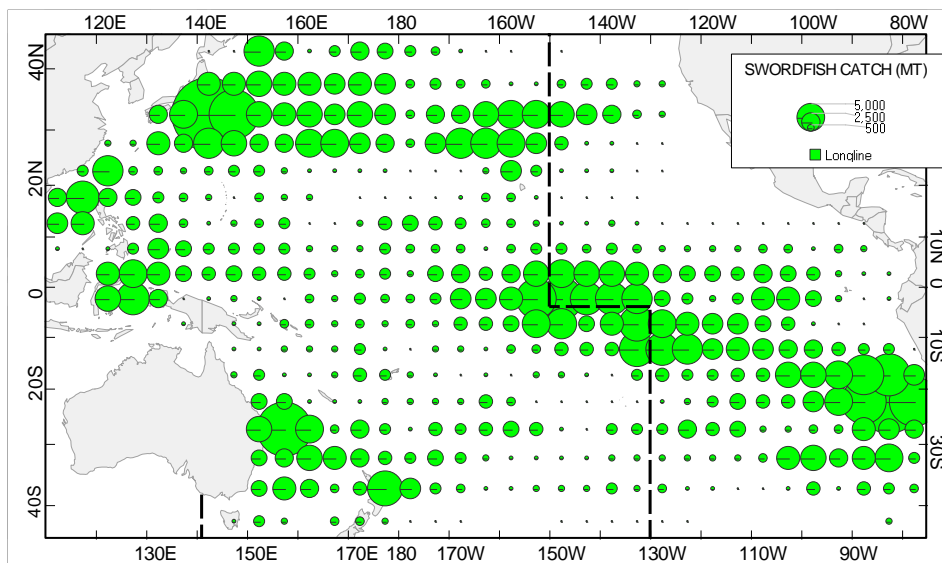 120E 140E 160E 180 160W 140W 120W 100W 80W
40N
20N
0
20S
40S
10N
0
10S
30S
SWORDFISH CATCH (MT)
5,000
2,500
500
Longline
130E 150E 170E 180 170W 150W 130W 110W 90W